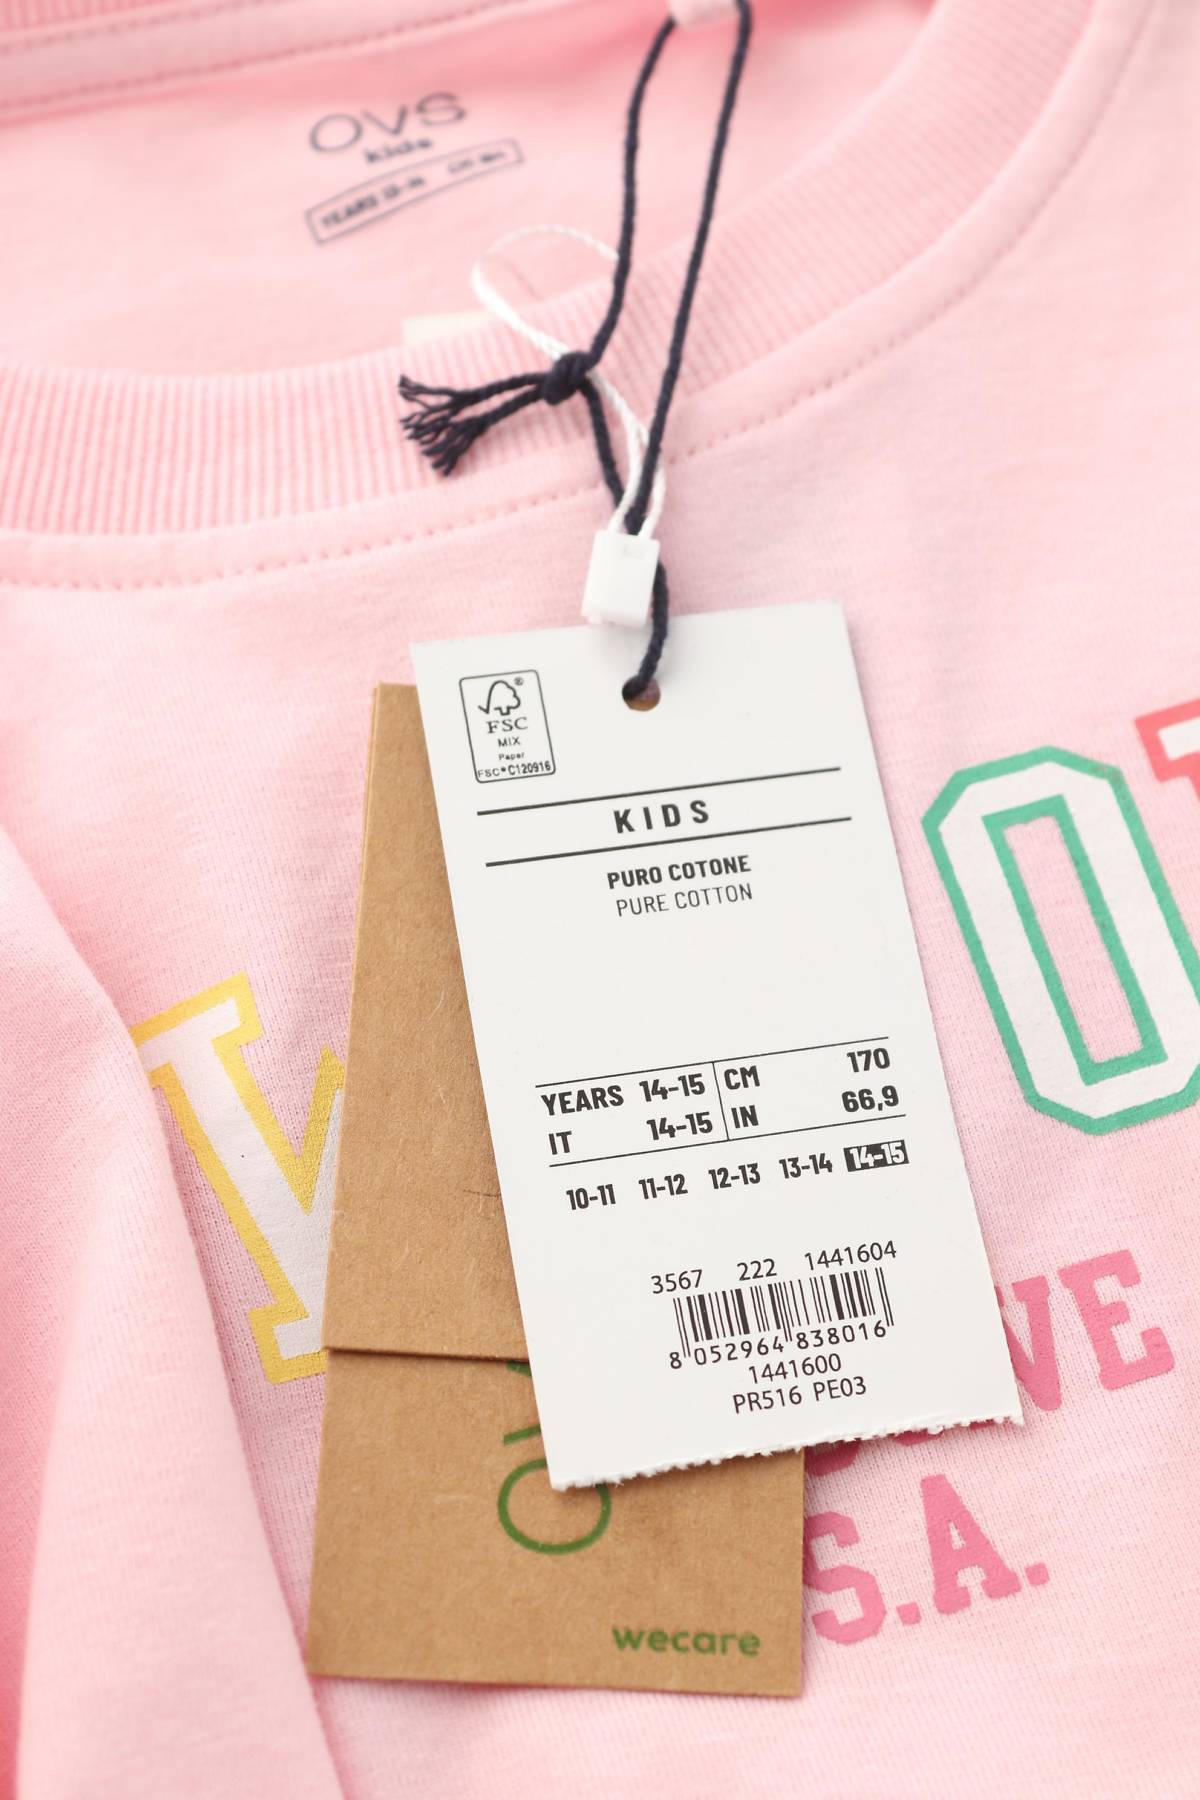 OVS
kids
YEARS
FSC
MIX
Paper
FSC® C120916
KIDS
PURO COTONE
PURE COTTON
YEARS 14-15 CM 170
IT 14-15 IN 66,9
10-11 11-12 12-13 13-14 14-15
3567 222 1441604
8 052964 838016
1441600
PR516 PE03
W
O
S.A.
wecare